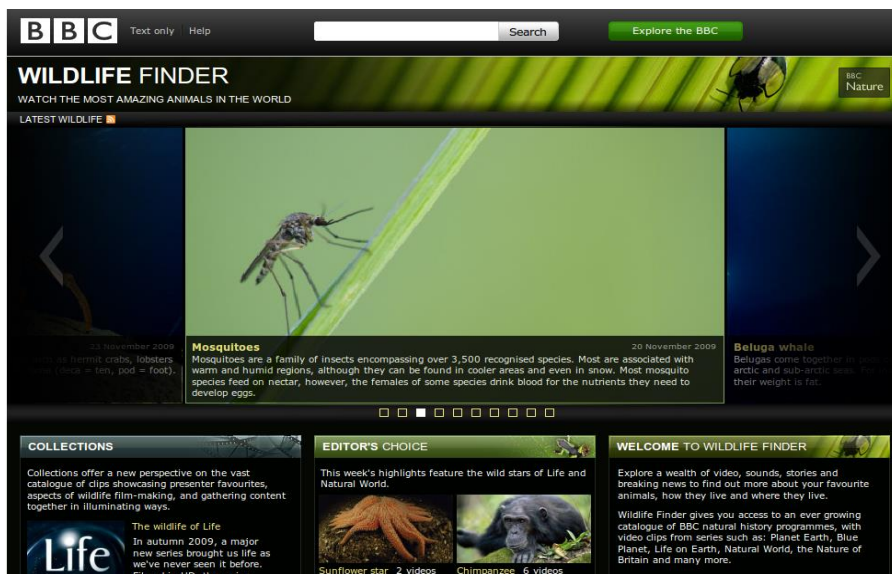 BBC Text only Help Search Explore the BBC
WILDLIFE FINDER
WATCH THE MOST AMAZING ANIMALS IN THE WORLD
BBC
Nature
LATEST WILDLIFE
23 November 2009
as hermit crabs, lobsters
(deca = ten, pod = foot).
Mosquitoes 20 November 2009
Mosquitoes are a family of insects encompassing over 3,500 recognised species. Most are associated with
warm and humid regions, although they can be found in cooler areas and even in snow. Most mosquito
species feed on nectar, however, the females of some species drink blood for the nutrients they need to
develop eggs.
Beluga whale
Belugas come together in
arctic and sub-arctic seas.
their weight is fat.
COLLECTIONS
Collections offer a new perspective on the vast
catalogue of clips showcasing presenter favourites,
aspects of wildlife film-making, and gathering content
together in illuminating ways.
Life
The wildlife of Life
In autumn 2009, a major
new series brought us life as
we've never seen it before.
EDITOR'S CHOICE
This week's highlights feature the wild stars of Life and
Natural World.
Sunflower star 2 videos
Chimpanzee 6 videos
WELCOME TO WILDLIFE FINDER
Explore a wealth of video, sounds, stories and
breaking news to find out more about your favourite
animals, how they live and where they live.
Wildlife Finder gives you access to an ever growing
catalogue of BBC natural history programmes, with
video clips from series such as: Planet Earth, Blue
Planet, Life on Earth, Natural World, the Nature of
Britain and many more.